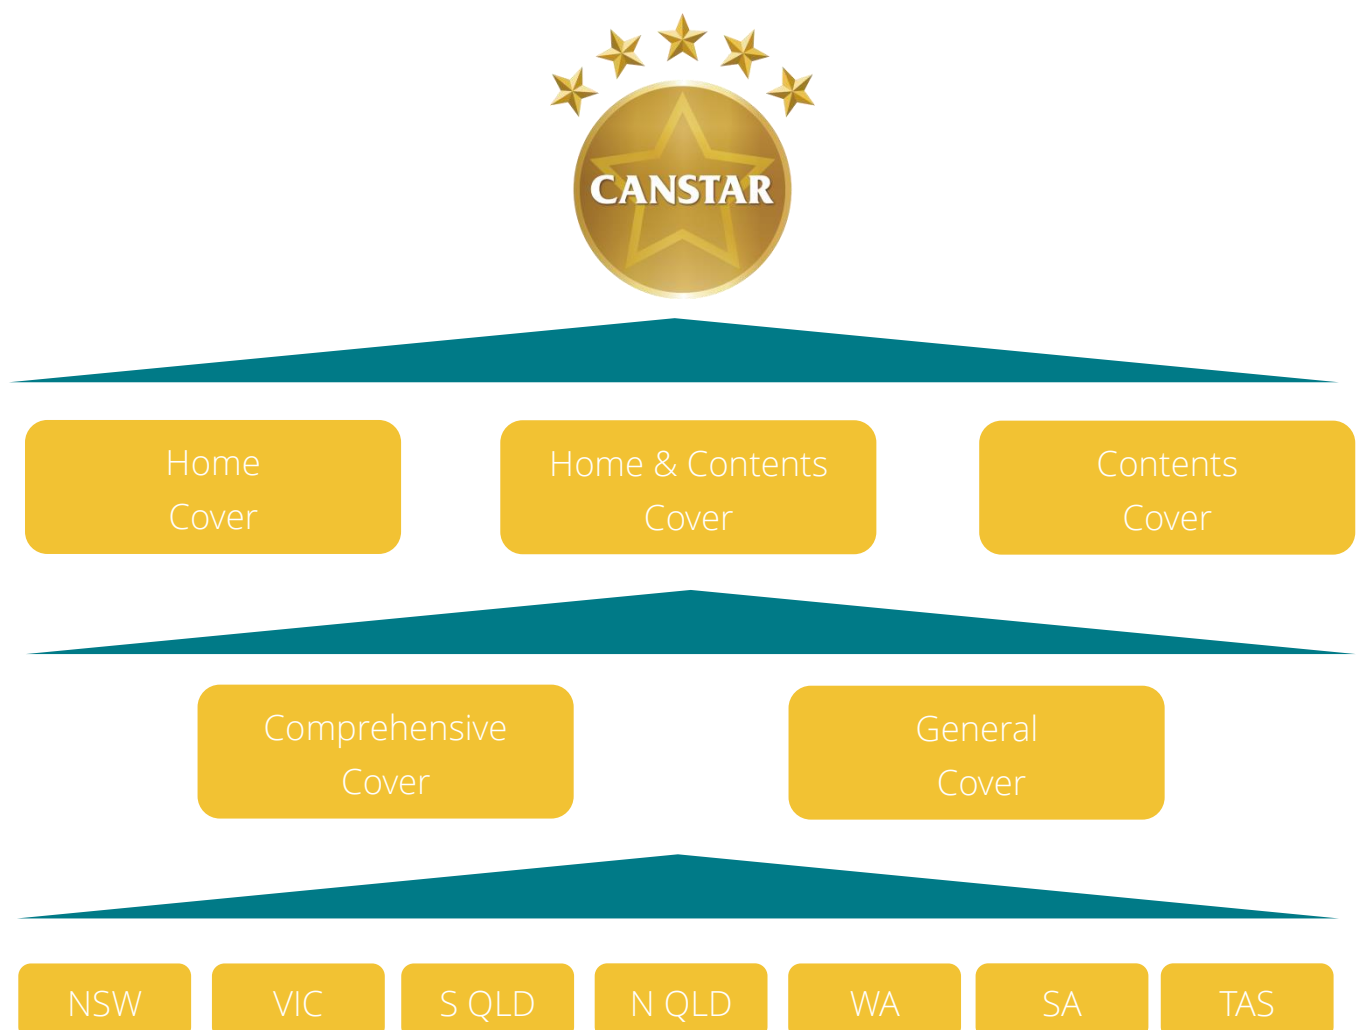 CANSTAR
Home
Cover
Home & Contents
Cover
Contents
Cover
Comprehensive
Cover
General
Cover
NSW
VIC
S QLD
N QLD
WA
SA
TAS